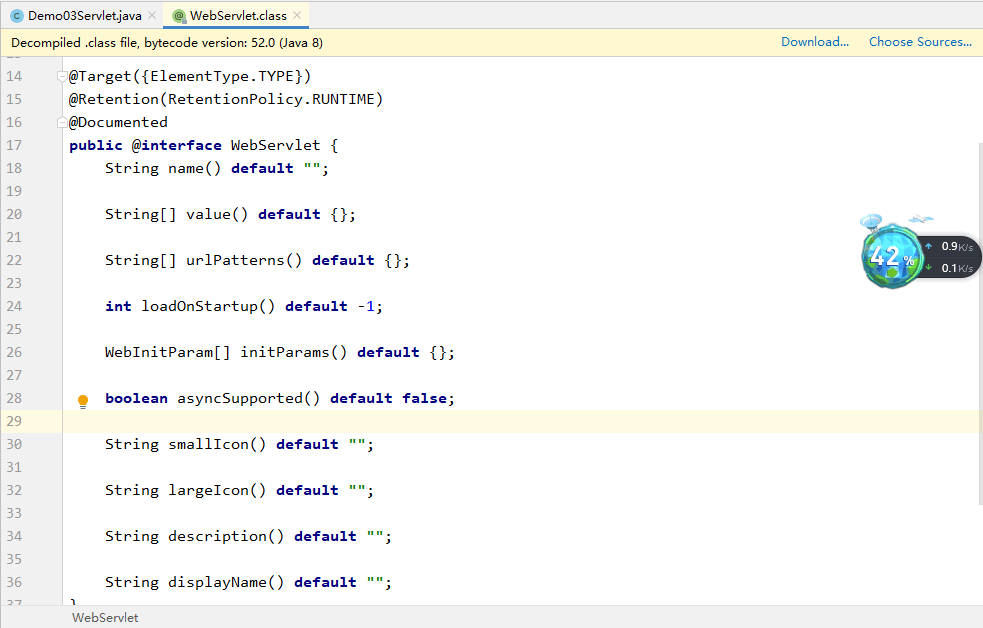 Demo03Servlet.java
WebServlet.class
Decompiled .class file, bytecode version: 52.0 (Java 8)
Download...
Choose Sources...
14 @Target({ElementType.TYPE})
15 @Retention(RetentionPolicy.RUNTIME)
16 @Documented
17 public @interface WebServlet {
18 String name() default "";
19
20 String[] value() default {};
21
22 String[] urlPatterns() default {};
23
24 int loadOnStartup() default -1;
25
26 WebInitParam[] initParams() default {};
27
28 boolean asyncSupported() default false;
29
30 String smallIcon() default "";
31
32 String largeIcon() default "";
33
34 String description() default "";
35
36 String displayName() default "";
37 }
42%
0.9K/s
0.1K/s
WebServlet